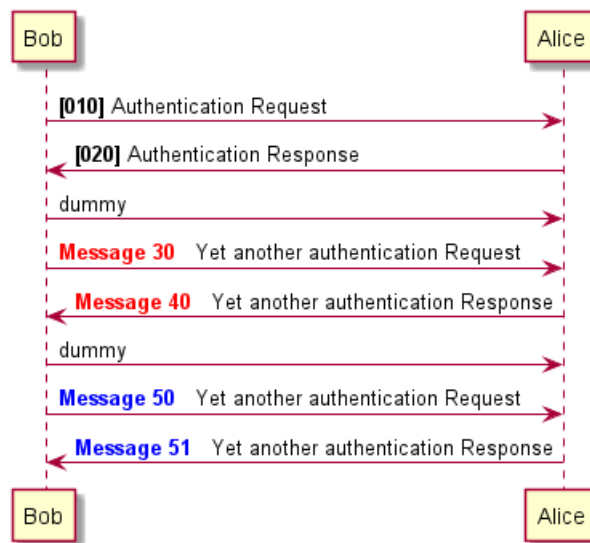 Bob Alice
[010] Authentication Request
[020] Authentication Response
dummy
Message 30 Yet another authentication Request
Message 40 Yet another authentication Response
dummy
Message 50 Yet another authentication Request
Message 51 Yet another authentication Response
Bob Alice